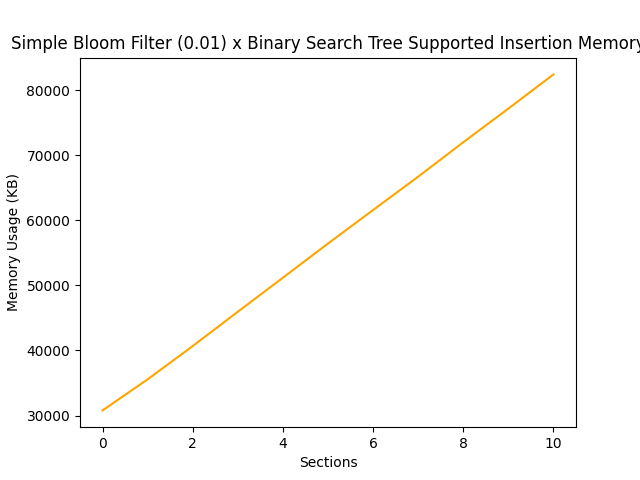 Simple Bloom Filter (0.01) x Binary Search Tree Supported Insertion Memory
80000
70000
60000
50000
40000
30000
Memory Usage (KB)
0 2 4 6 8 10
Sections